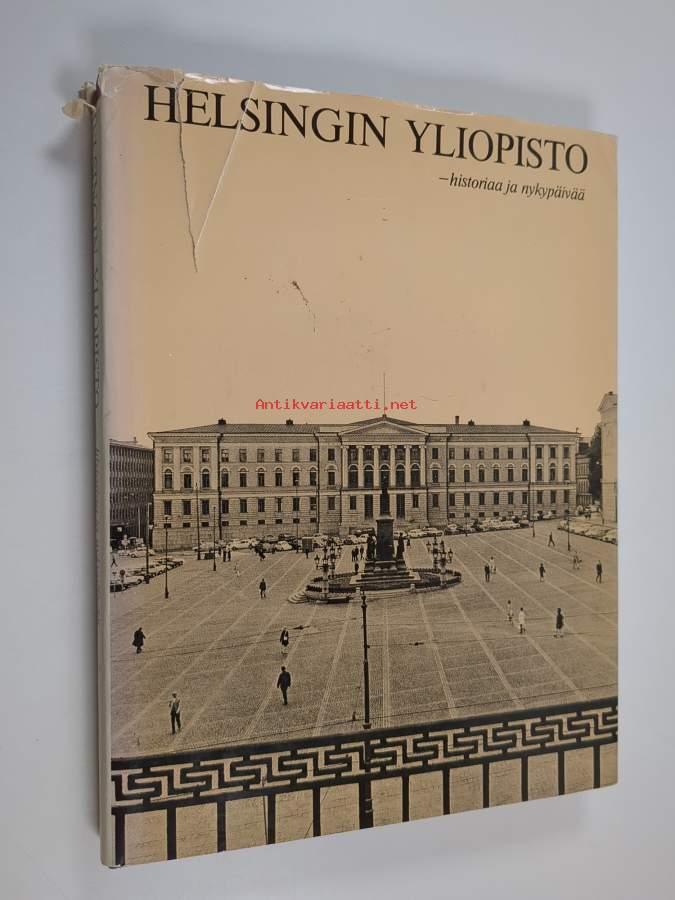 HELSINGIN YLIOPISTO
–historiaa ja nykypäivää
Antikvariaatti.net